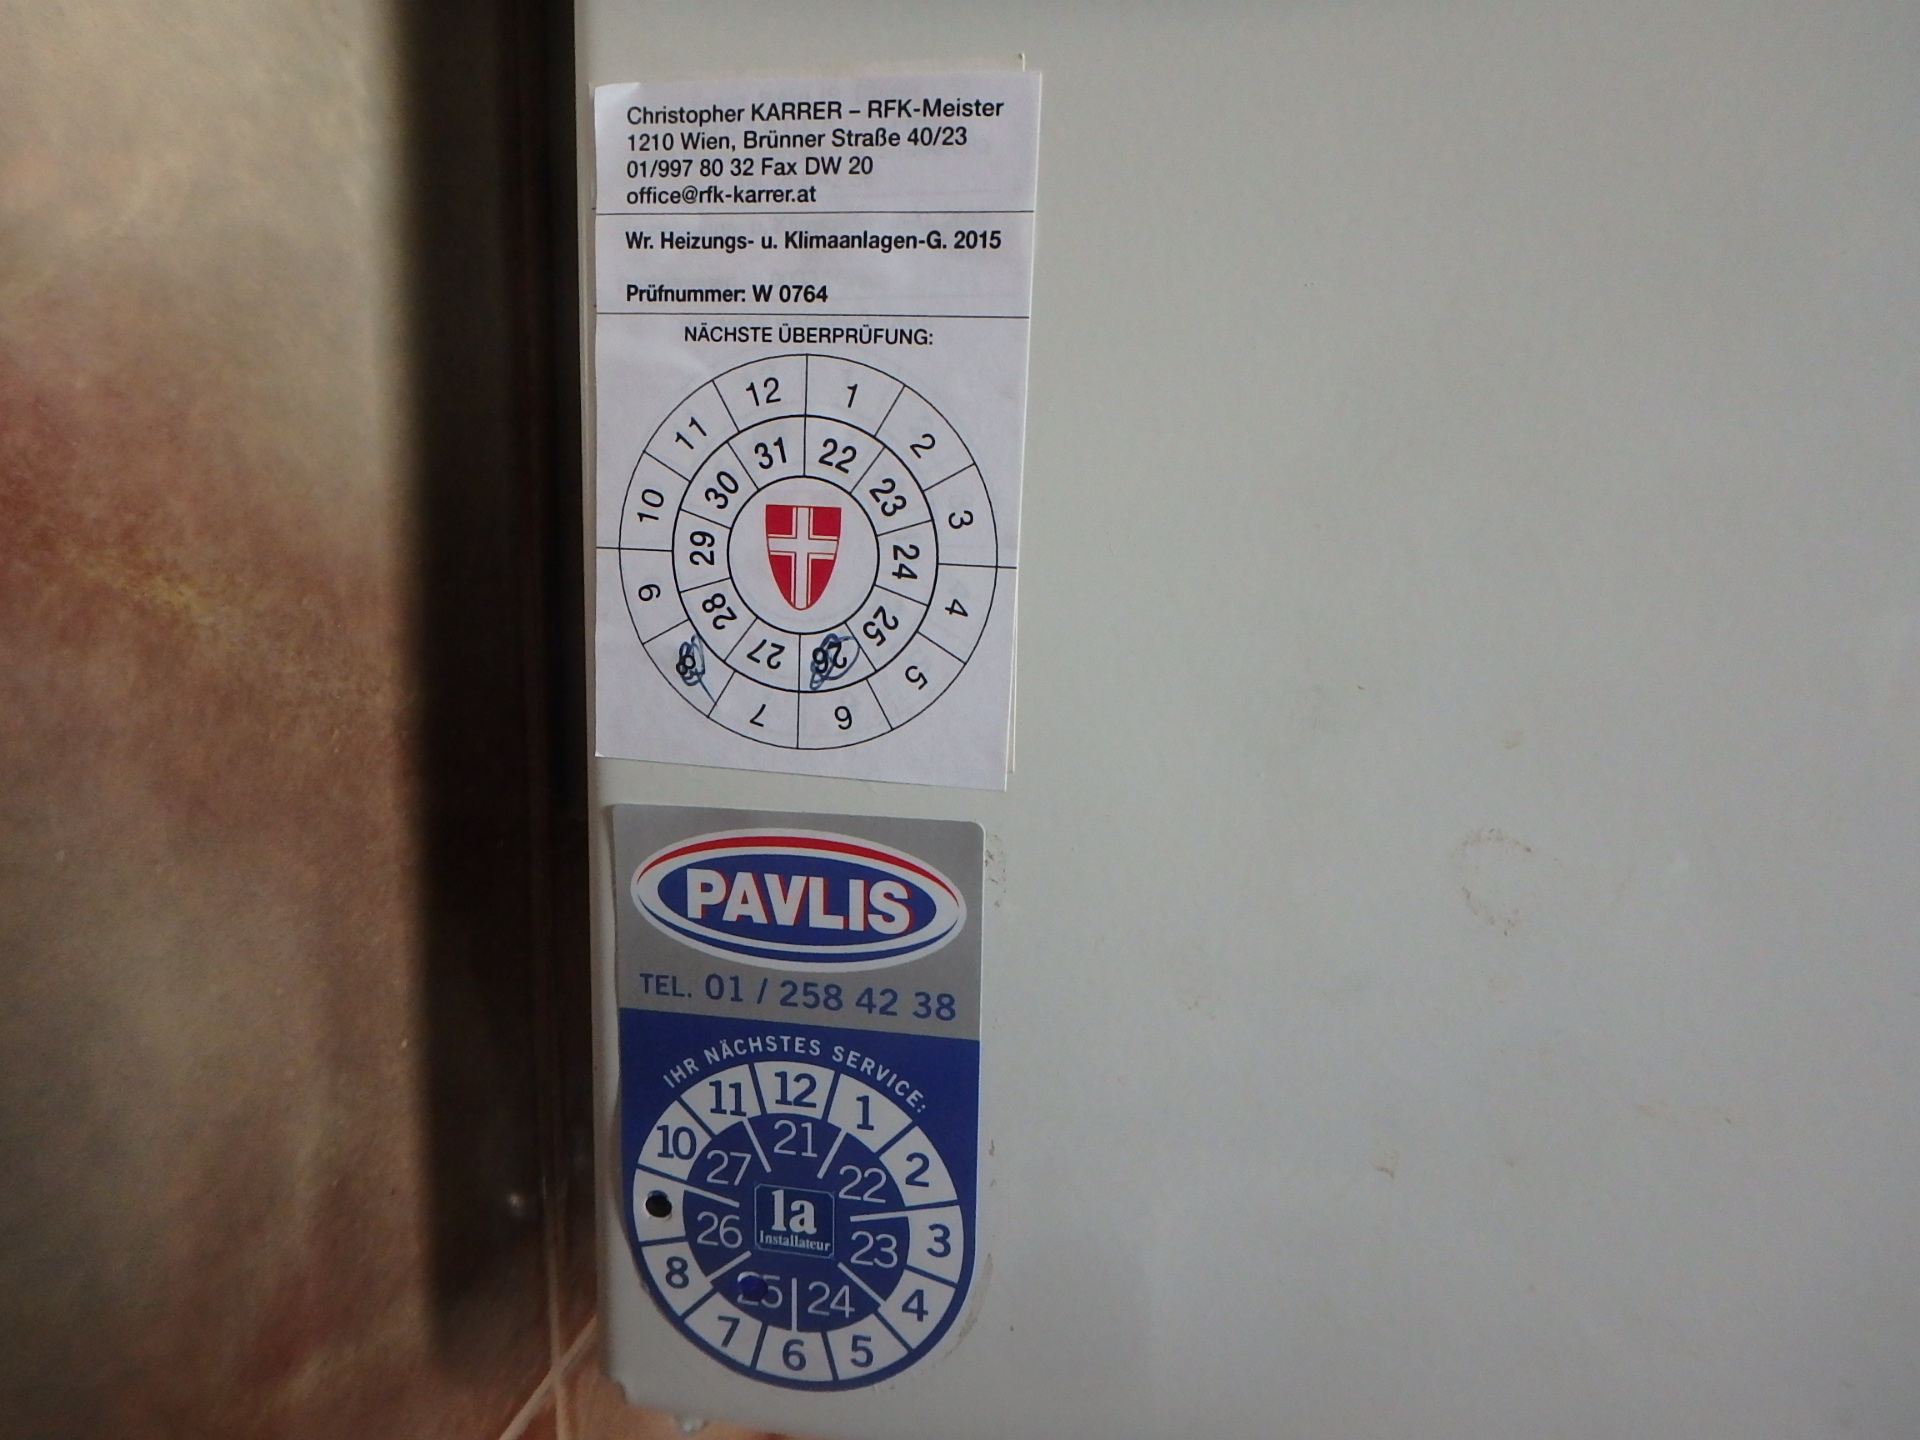 Christopher KARRER – RFK-Meister
1210 Wien, Brünner Straße 40/23
01/997 80 32 Fax DW 20
office@rfk-karrer.at
Wr. Heizungs- u. Klimaanlagen-G. 2015
Prüfnummer: W 0764
NÄCHSTE ÜBERPRÜFUNG:
12 1 2 3 4 5 6 7 8 9 10 11
31 22 23 24 25 26 27 28 29 30
PAVLIS
TEL. 01 / 258 42 38
IHR NÄCHSTES SERVICE:
12 1 2 3 4 5 6 7 8 10 11
21 22 23 24 25 26 27
1a
Installateur